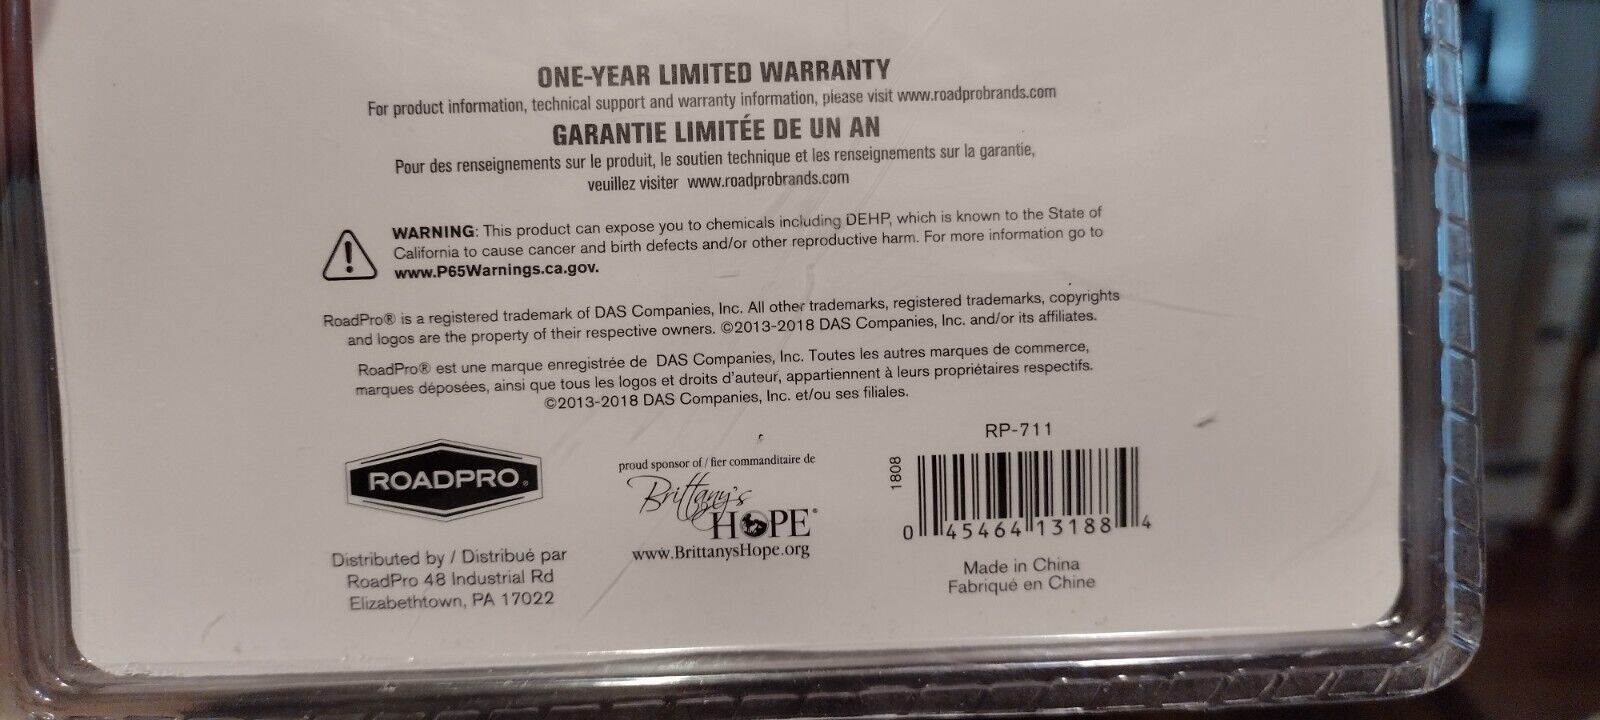 ONE-YEAR LIMITED WARRANTY
For product information, technical support and warranty information, please visit www.roadprobrands.com
GARANTIE LIMITÉE DE UN AN
Pour des renseignements sur le produit, le soutien technique et les renseignements sur la garantie,
veuillez visiter www.roadprobrands.com
WARNING: This product can expose you to chemicals including DEHP, which is known to the State of
California to cause cancer and birth defects and/or other reproductive harm. For more information go to
www.P65Warnings.ca.gov.
RoadPro® is a registered trademark of DAS Companies, Inc. All other trademarks, registered trademarks, copyrights
and logos are the property of their respective owners. ©2013-2018 DAS Companies, Inc. and/or its affiliates.
RoadPro® est une marque enregistrée de DAS Companies, Inc. Toutes les autres marques de commerce,
marques déposées, ainsi que tous les logos et droits d'auteur, appartiennent à leurs propriétaires respectifs.
©2013-2018 DAS Companies, Inc. et/ou ses filiales.
ROADPRO®
Distributed by / Distribué par
RoadPro 48 Industrial Rd
Elizabethtown, PA 17022
proud sponsor of / fier commanditaire de
Brittany's
HOPE®
www.BrittanysHope.org
RP-711
1808
0 45464 13188 4
Made in China
Fabriqué en Chine